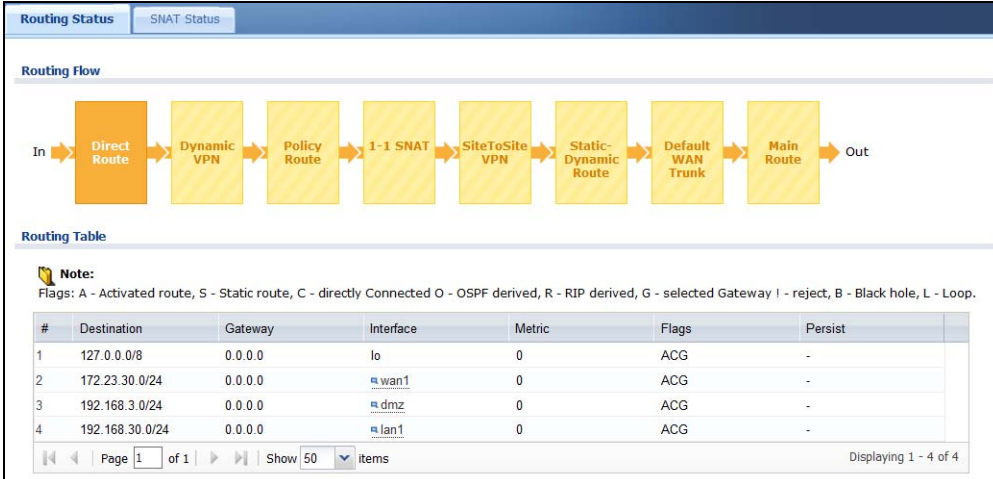 Routing Status SNAT Status
Routing Flow
In Direct Route Dynamic VPN Policy Route 1-1 SNAT SiteToSite VPN Static-Dynamic Route Default WAN Trunk Main Route Out
Routing Table
Note:
Flags: A - Activated route, S - Static route, C - directly Connected O - OSPF derived, R - RIP derived, G - selected Gateway ! - reject, B - Black hole, L - Loop.
# Destination Gateway Interface Metric Flags Persist
1 127.0.0.0/8 0.0.0.0 lo 0 ACG -
2 172.23.30.0/24 0.0.0.0 wan1 0 ACG -
3 192.168.3.0/24 0.0.0.0 dmz 0 ACG -
4 192.168.30.0/24 0.0.0.0 lan1 0 ACG -
Page 1 of 1 Show 50 items Displaying 1 - 4 of 4